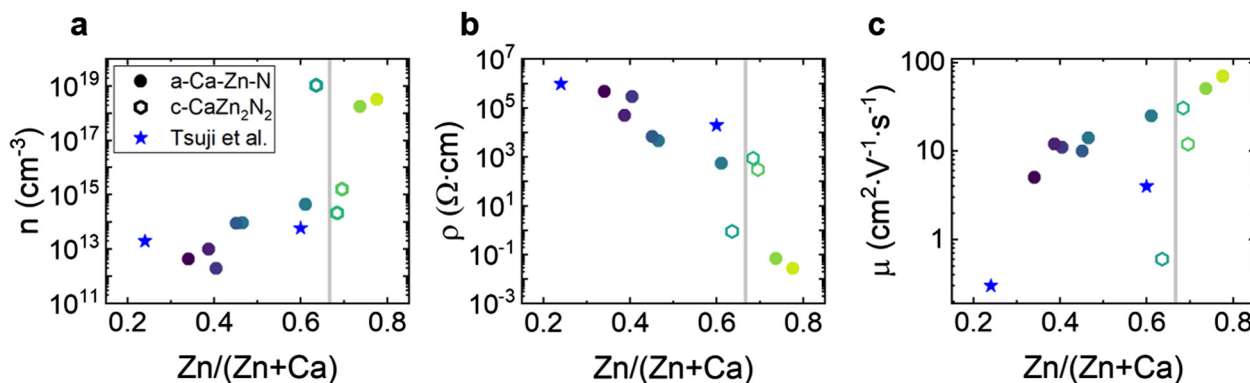 a
n (cm⁻³)
10¹⁹
10¹⁷
10¹⁵
10¹³
10¹¹
a-Ca-Zn-N
c-CaZn₂N₂
Tsuji et al.
0.2 0.4 0.6 0.8
Zn/(Zn+Ca)
b
ρ (Ω·cm)
10⁷
10⁵
10³
10¹
10⁻¹
10⁻³
0.2 0.4 0.6 0.8
Zn/(Zn+Ca)
c
μ (cm²·V⁻¹·s⁻¹)
100
10
1
0.2 0.4 0.6 0.8
Zn/(Zn+Ca)